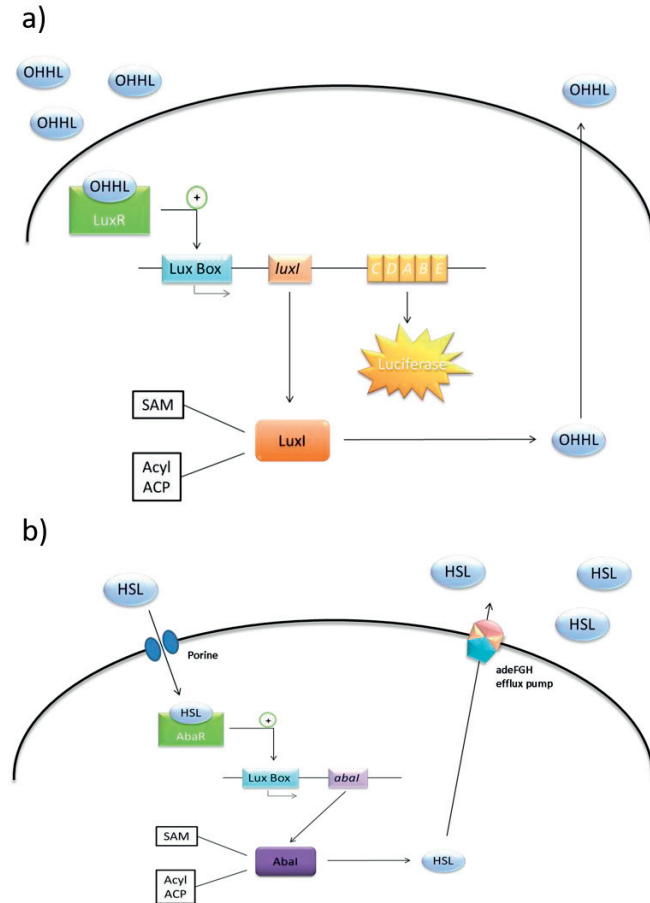 a)
OHHL
OHHL
OHHL
OHHL
OHHL
LuxR
+
Lux Box
luxI
C D A B E
Luciferase
SAM
LuxI
Acyl
ACP
OHHL
b)
HSL
HSL
HSL
HSL
Porine
adeFGH
efflux pump
HSL
AbaR
+
Lux Box
abaI
SAM
AbaI
HSL
Acyl
ACP